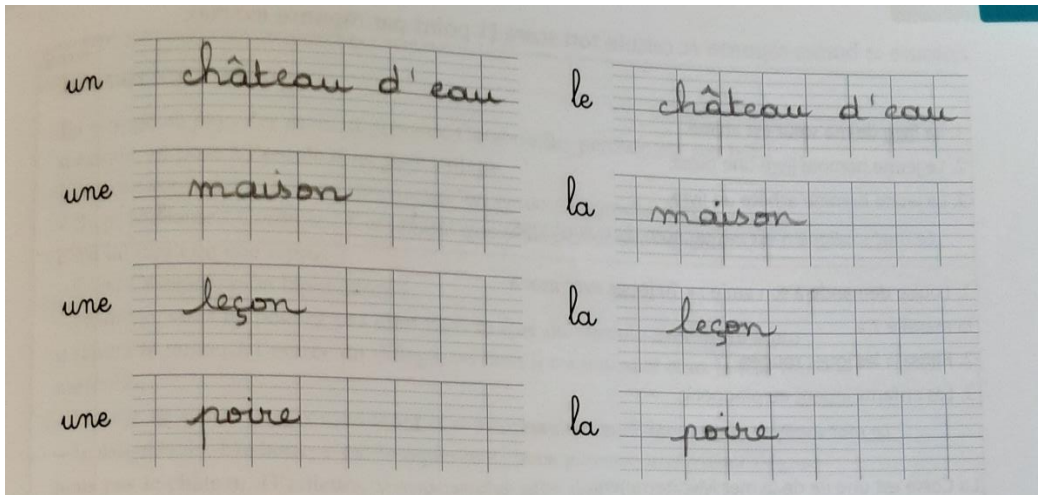 un château d'eau le château d'eau
une maison la maison
une leçon la leçon
une poire la poire